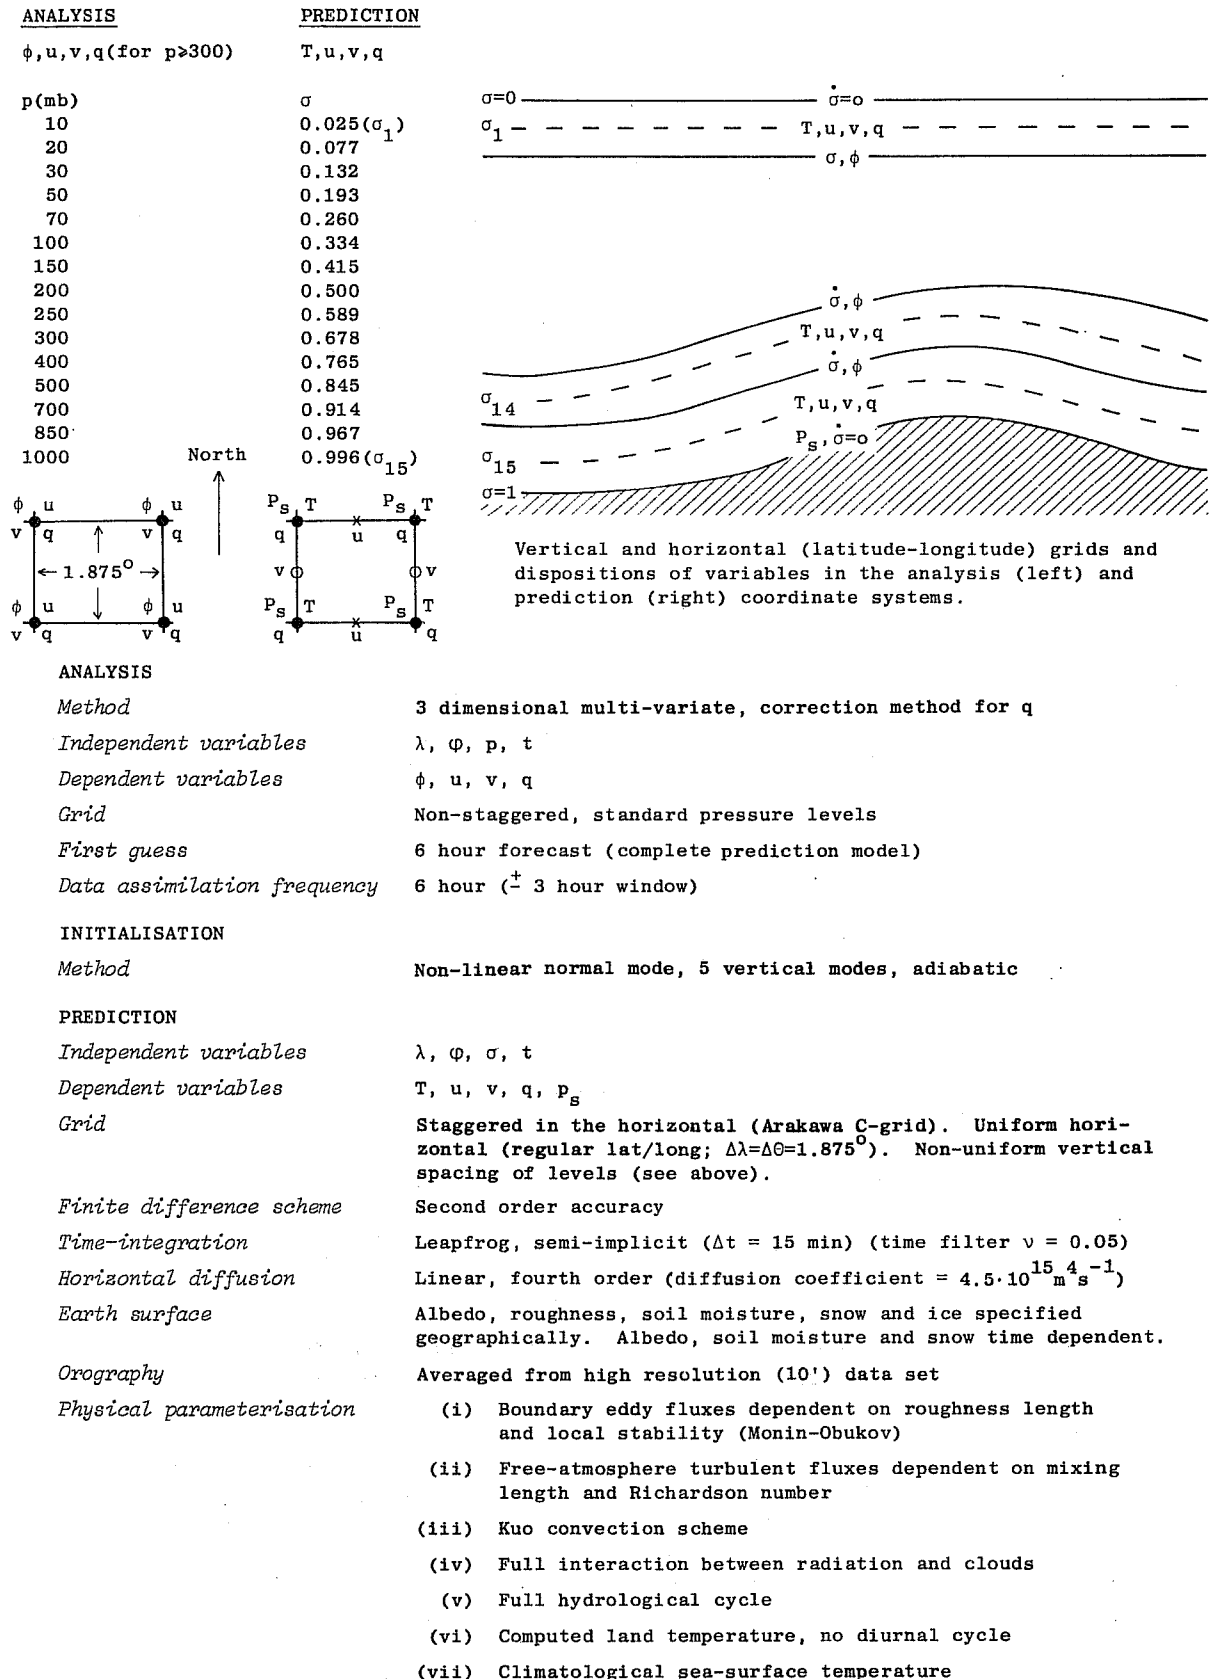 ANALYSIS PREDICTION
ϕ,u,v,q(for p⩾300) T,u,v,q
p(mb) σ
10 0.025(σ₁)
20 0.077
30 0.132
50 0.193
70 0.260
100 0.334
150 0.415
200 0.500
250 0.589
300 0.678
400 0.765
500 0.845
700 0.914
850 0.967
1000 0.996(σ₁₅)
North
σ=0 σ̇=o
σ₁ T,u,v,q
σ,ϕ
σ̇,ϕ
T,u,v,q
σ̇,ϕ
σ₁₄ T,u,v,q
Pₛ,σ̇=o
σ₁₅
σ=1
ϕ u ϕ u
v q v q
←1.875°→
ϕ u ϕ u
v q v q
Pₛ T Pₛ T
q u q
v v
Pₛ T Pₛ T
q u q
Vertical and horizontal (latitude-longitude) grids and
dispositions of variables in the analysis (left) and
prediction (right) coordinate systems.
ANALYSIS
Method 3 dimensional multi-variate, correction method for q
Independent variables λ, φ, p, t
Dependent variables ϕ, u, v, q
Grid Non-staggered, standard pressure levels
First guess 6 hour forecast (complete prediction model)
Data assimilation frequency 6 hour (± 3 hour window)
INITIALISATION
Method Non-linear normal mode, 5 vertical modes, adiabatic
PREDICTION
Independent variables λ, φ, σ, t
Dependent variables T, u, v, q, pₛ
Grid Staggered in the horizontal (Arakawa C-grid). Uniform hori-
zontal (regular lat/long; Δλ=Δθ=1.875°). Non-uniform vertical
spacing of levels (see above).
Finite difference scheme Second order accuracy
Time-integration Leapfrog, semi-implicit (Δt = 15 min) (time filter ν = 0.05)
Horizontal diffusion Linear, fourth order (diffusion coefficient = 4.5·10¹⁵m⁴s⁻¹)
Earth surface Albedo, roughness, soil moisture, snow and ice specified
geographically. Albedo, soil moisture and snow time dependent.
Orography Averaged from high resolution (10') data set
Physical parameterisation (i) Boundary eddy fluxes dependent on roughness length
and local stability (Monin-Obukov)
(ii) Free-atmosphere turbulent fluxes dependent on mixing
length and Richardson number
(iii) Kuo convection scheme
(iv) Full interaction between radiation and clouds
(v) Full hydrological cycle
(vi) Computed land temperature, no diurnal cycle
(vii) Climatological sea-surface temperature